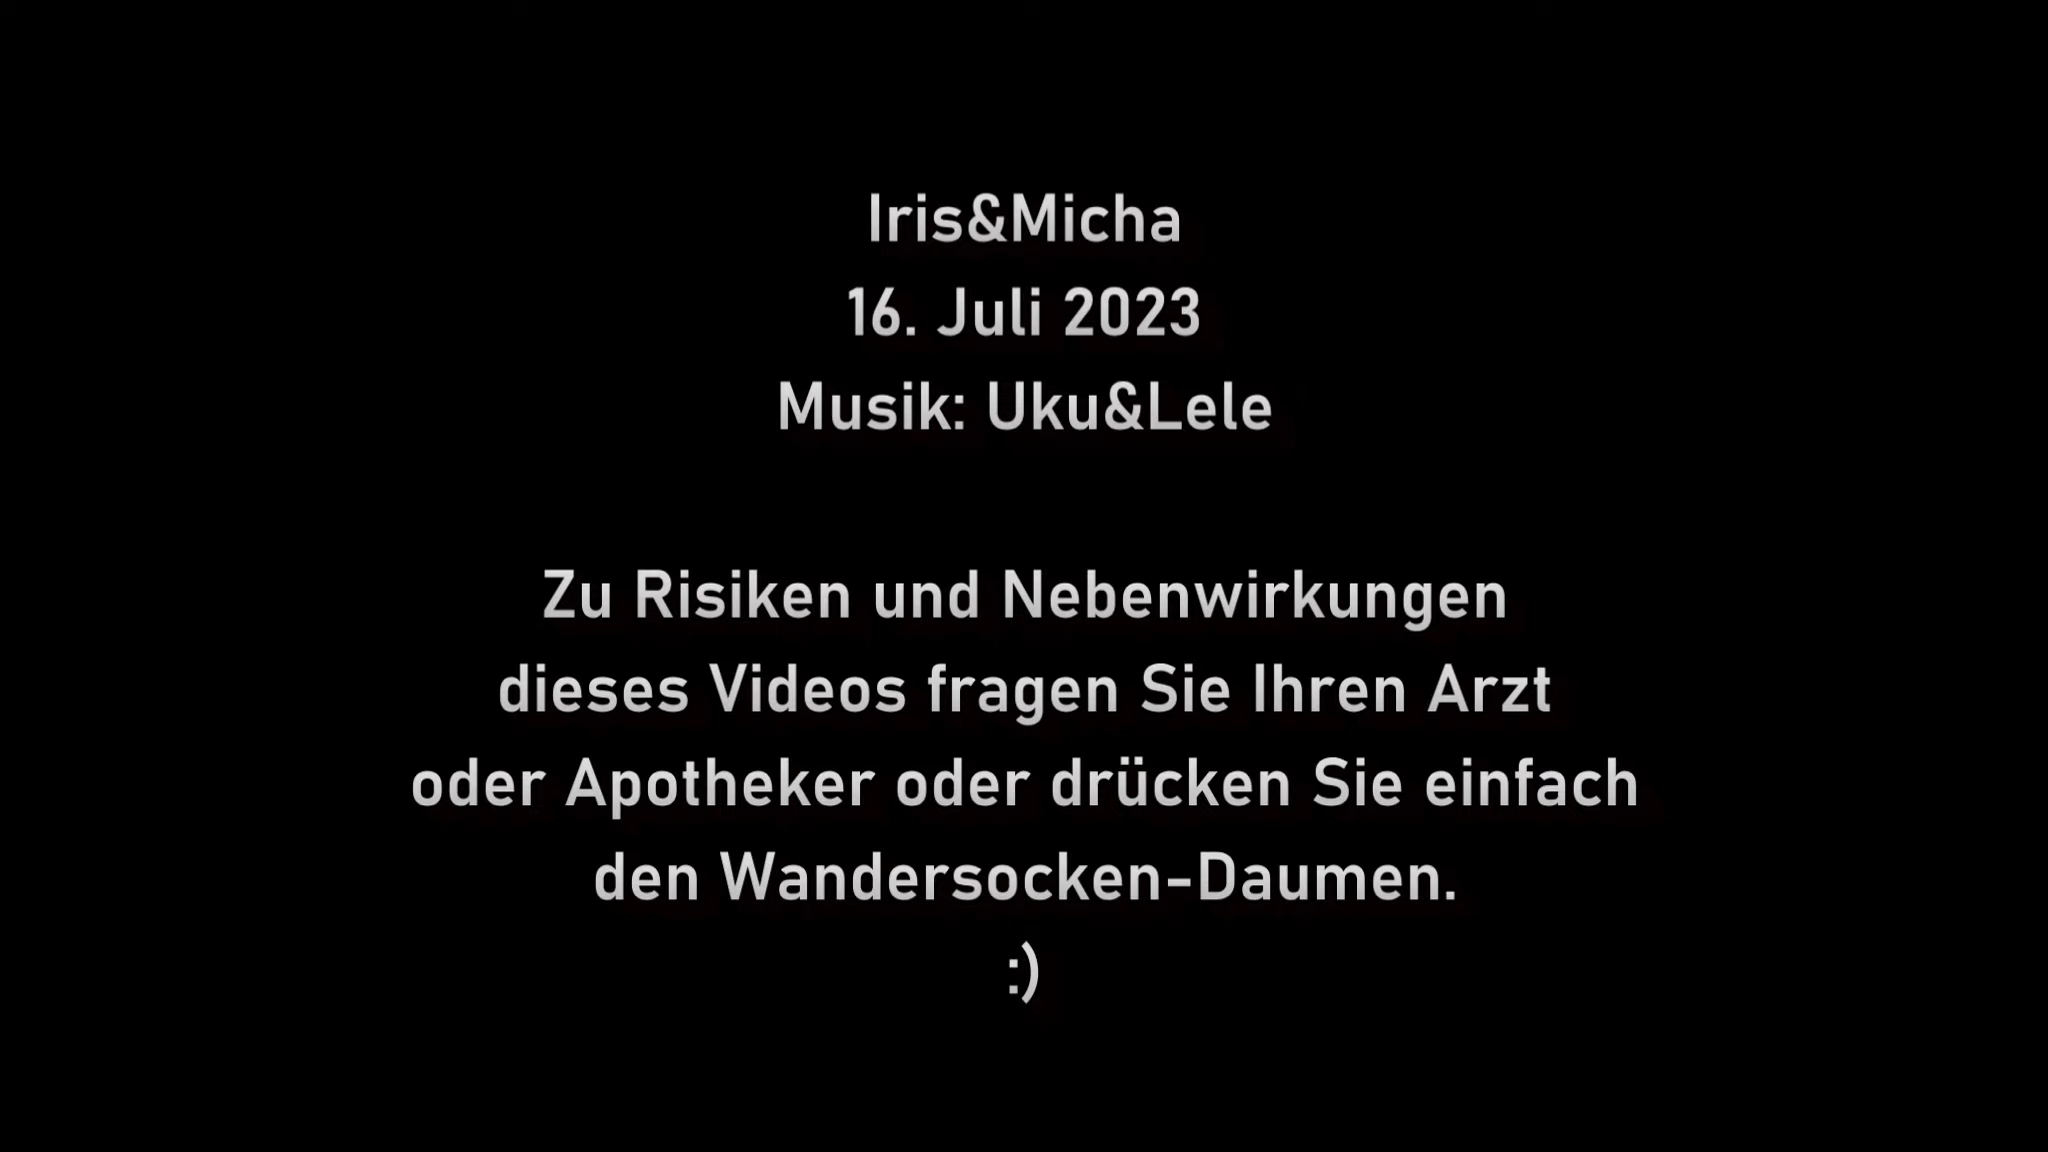 Iris&Micha
16. Juli 2023
Musik: Uku&Lele
Zu Risiken und Nebenwirkungen
dieses Videos fragen Sie Ihren Arzt
oder Apotheker oder drücken Sie einfach
den Wandersocken-Daumen.
:)